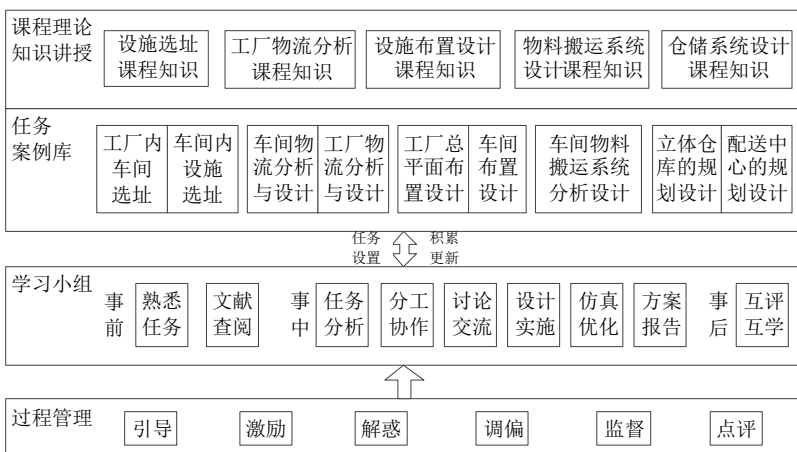 课程理论
知识讲授
设施选址
课程知识
工厂物流分析
课程知识
设施布置设计
课程知识
物料搬运系统
设计课程知识
仓储系统设计
课程知识
任务
案例库
工厂内
车间
选址
车间内
设施
选址
车间物
流分析
与设计
工厂物
流分析
与设计
工厂总
平面布
置设计
车间
布置
设计
车间物料
搬运系统
分析设计
立体仓
库的规
划设计
配送中
心的规
划设计
任务
设置
积累
更新
学习小组
事
前
熟悉
任务
文献
查阅
事
中
任务
分析
分工
协作
讨论
交流
设计
实施
仿真
优化
方案
报告
事
后
互评
互学
过程管理
引导
激励
解惑
调偏
监督
点评